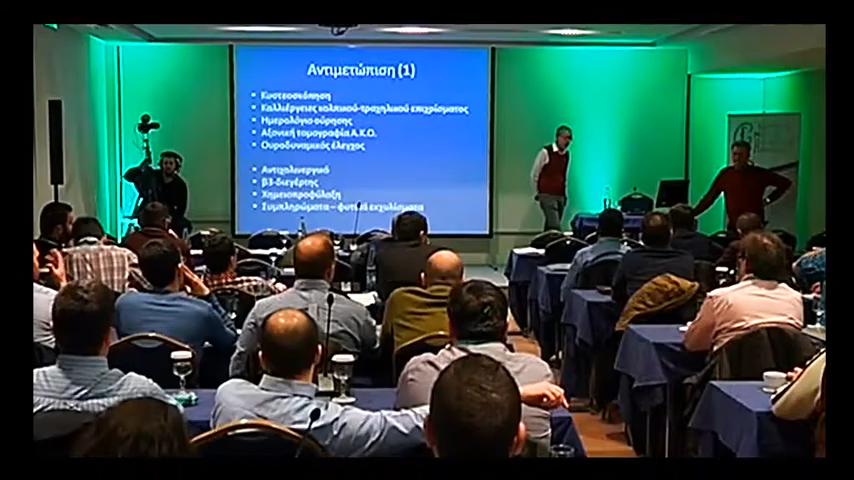 Αντιμετώπιση (1)
• Κυστεοσκόπηση
• Καλλιέργειες κολπικού-τραχηλικού επιχρίσματος
• Ημερολόγιο ούρησης
• Αξονική τομογραφία Α.Κ.Ο.
• Ουροδυναμικός έλεγχος
• Αντιχολινεργικό
• β3-διεγέρτης
• Χημειοπροφύλαξη
• Συμπληρώματα – φυτικά εκχυλίσματα